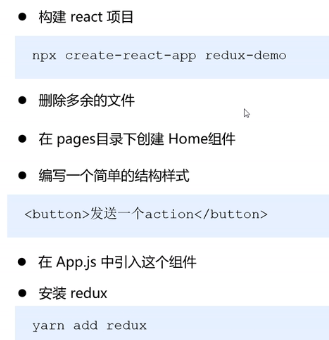 ● 构建 react 项目
npx create-react-app redux-demo
● 删除多余的文件
● 在 pages目录下创建 Home组件
● 编写一个简单的结构样式
<button>发送一个action</button>
● 在 App.js 中引入这个组件
● 安装 redux
yarn add redux